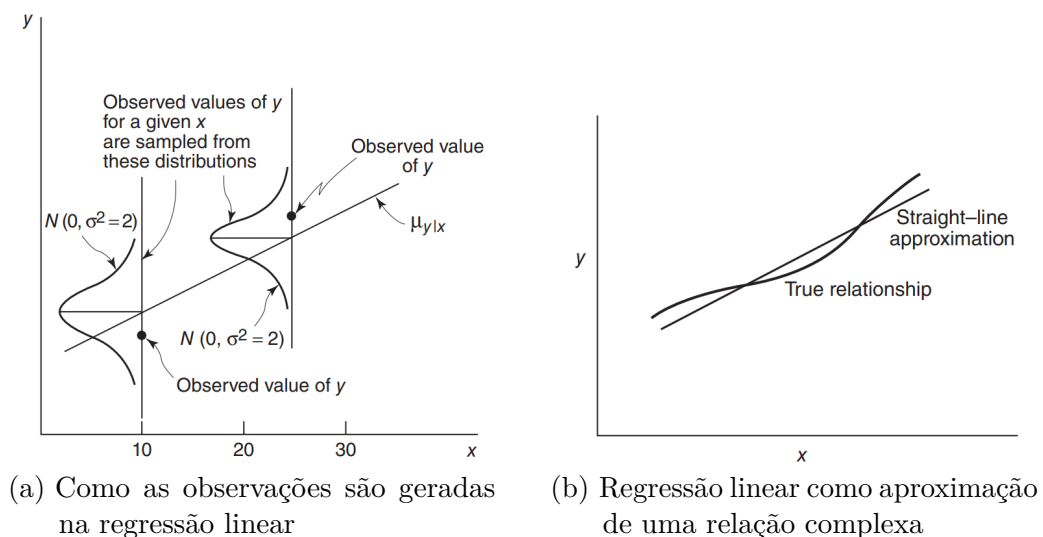 y
Observed values of y
for a given x
are sampled from
these distributions
Observed value
of y
N (0, σ²=2)
μy|x
N (0, σ² = 2)
Observed value of y
10
20
30
x
(a) Como as observações são geradas
na regressão linear
y
Straight–line
approximation
True relationship
x
(b) Regressão linear como aproximação
de uma relação complexa